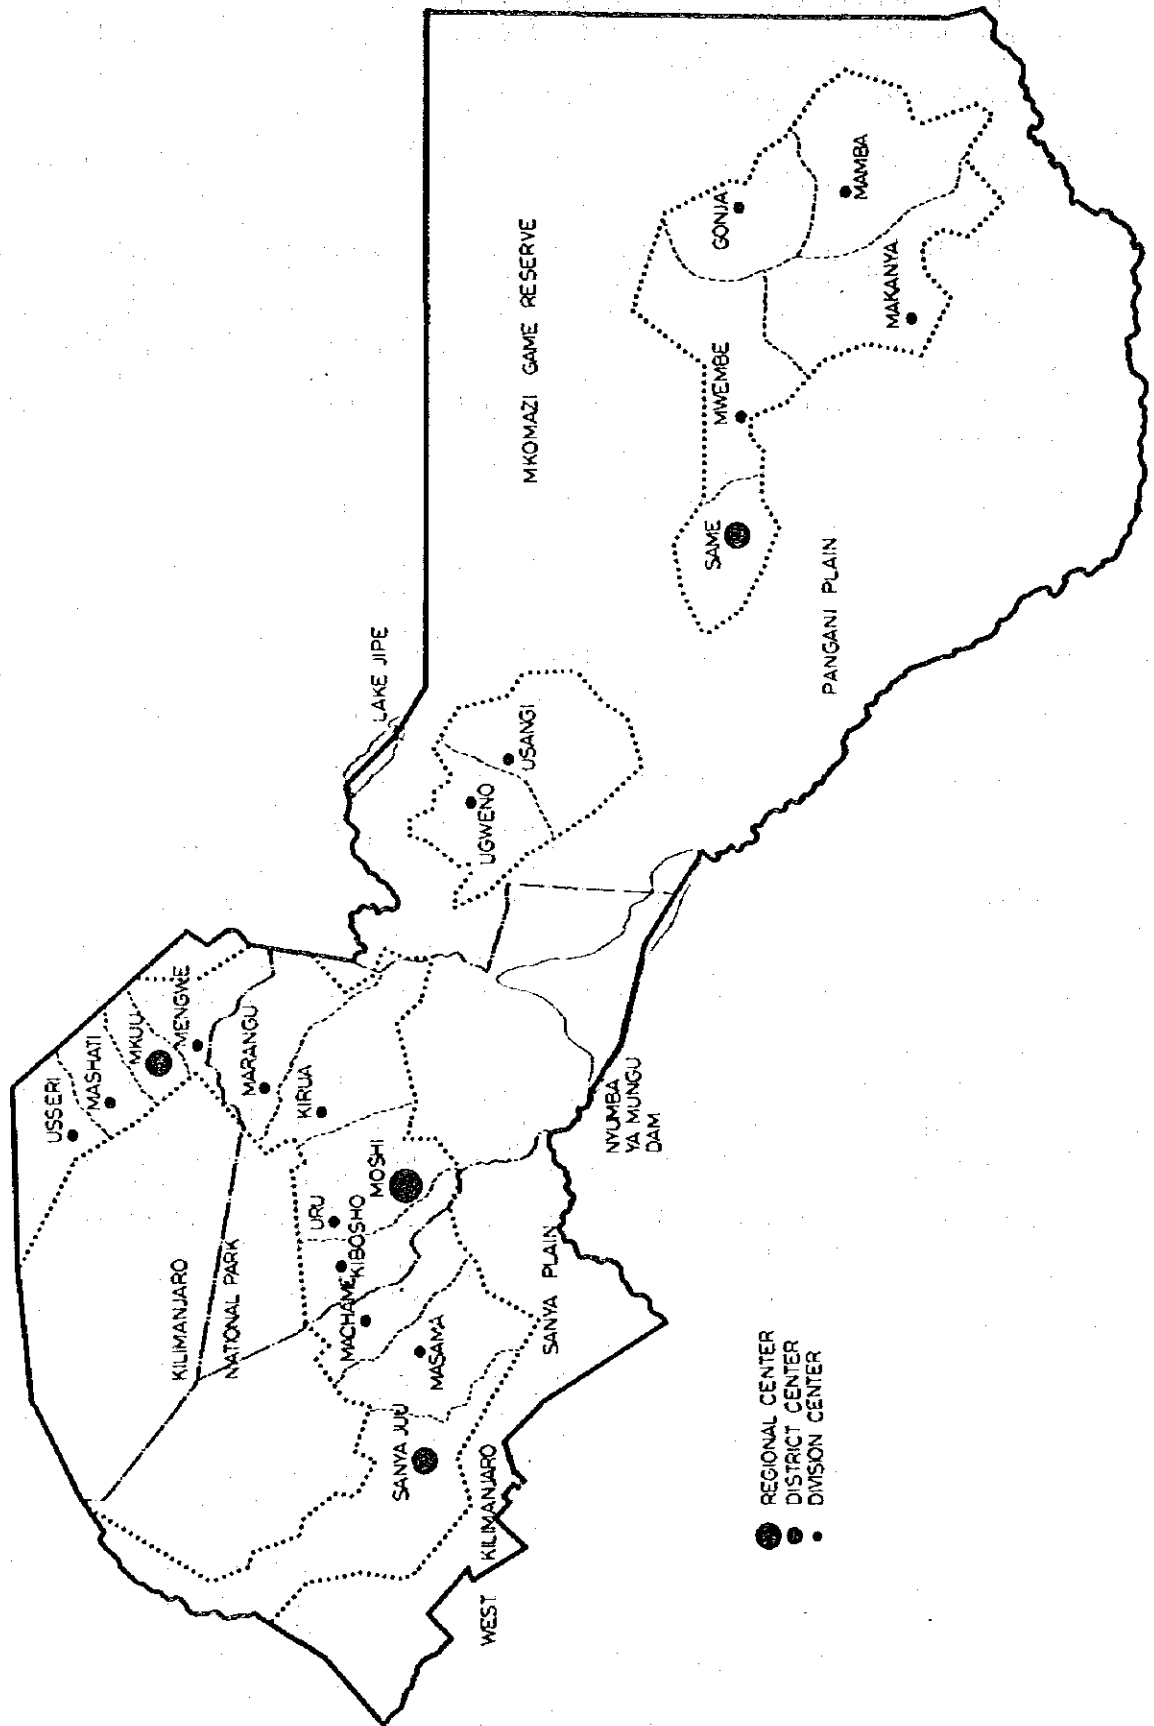 USSERI
MASHATI
MKUU
MENGWE
KILIMANJARO
NATIONAL PARK
MARANGU
KIRUA
URU
KIBOSHO
MOSHI
MACHAME
MASAMA
SANYA JUU
WEST KILIMANJARO
SANYA PLAIN
NYUMBA
YA MUNGU
DAM
LAKE JIPE
UGWENO
USANGI
MKOMAZI GAME RESERVE
SAME
MWEMBE
GONJA
MAMBA
MAKANYA
PANGANI PLAIN
REGIONAL CENTER
DISTRICT CENTER
DIVISION CENTER